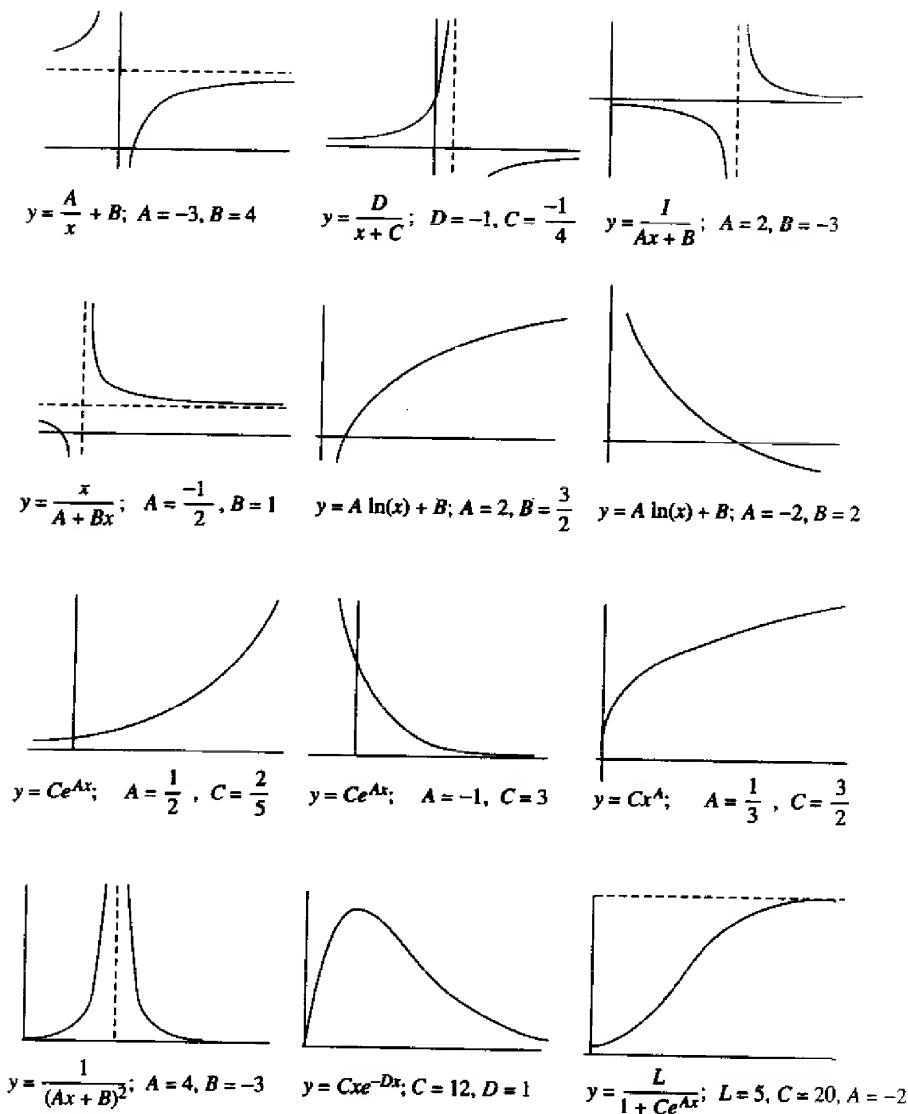 y = A/x + B; A = −3, B = 4
y = D/(x + C); D = −1, C = −1/4
y = I/(Ax + B); A = 2, B = −3
y = x/(A + Bx); A = −1/2, B = 1
y = A ln(x) + B; A = 2, B = 3/2
y = A ln(x) + B; A = −2, B = 2
y = Ce^{Ax}; A = 1/2, C = 2/5
y = Ce^{Ax}; A = −1, C = 3
y = Cx^A; A = 1/3, C = 3/2
y = 1/(Ax + B)^2; A = 4, B = −3
y = Cxe^{−Dx}; C = 12, D = 1
y = L/(1 + Ce^{Ax}); L = 5, C = 20, A = −2